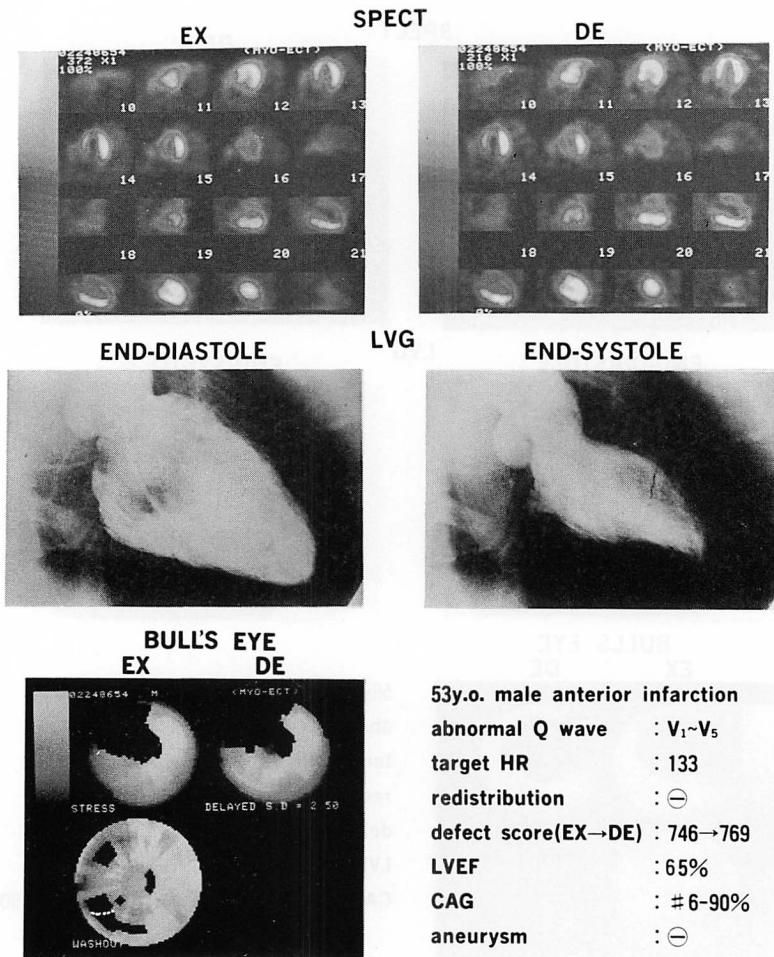 SPECT
EX
DE
02248654 (MYO-ECT)
372 X1
100%
10 11 12 13
14 15 16 17
18 19 20 21
0%
02248654 (MYO-ECT)
216 X1
100%
10 11 12 13
14 15 16 17
18 19 20 21
LVG
END-DIASTOLE
END-SYSTOLE
BULL'S EYE
EX DE
02248654 M (MYO-ECT)
STRESS DELAYED S.D = 2.50
WASHOUT
53y.o. male anterior infarction
abnormal Q wave : V₁~V₅
target HR : 133
redistribution : ⊖
defect score(EX→DE) : 746→769
LVEF : 65%
CAG : #6-90%
aneurysm : ⊖